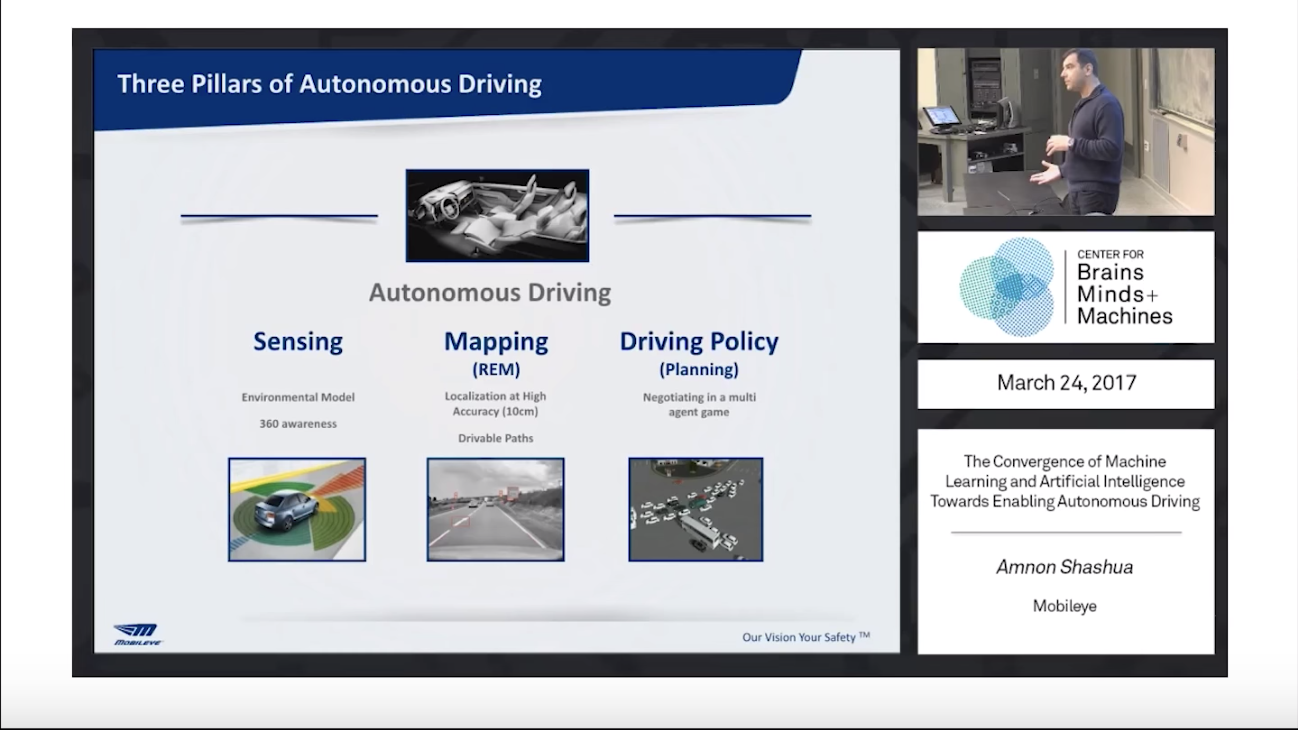 Three Pillars of Autonomous Driving
Autonomous Driving
Sensing
Environmental Model
360 awareness
Mapping
(REM)
Localization at High
Accuracy (10cm)
Drivable Paths
Driving Policy
(Planning)
Negotiating in a multi
agent game
MOBILEYE
Our Vision Your Safety TM
CENTER FOR
Brains
Minds+
Machines
March 24, 2017
The Convergence of Machine
Learning and Artificial Intelligence
Towards Enabling Autonomous Driving
Amnon Shashua
Mobileye